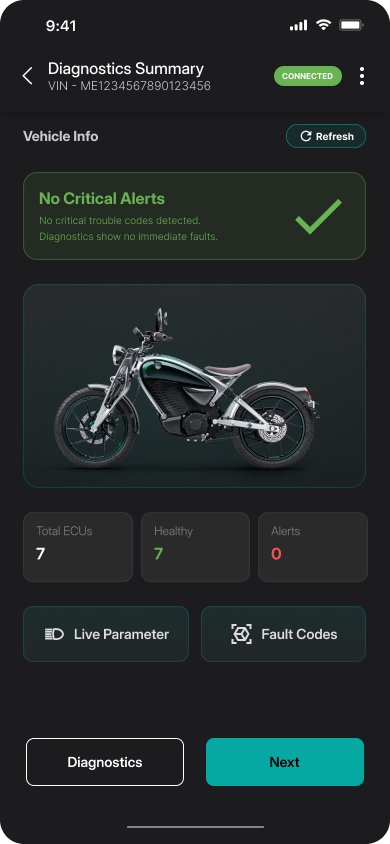 9:41
Diagnostics Summary
VIN - ME1234567890123456
CONNECTED
Vehicle Info
Refresh
No Critical Alerts
No critical trouble codes detected.
Diagnostics show no immediate faults.
Total ECUs
7
Healthy
7
Alerts
0
Live Parameter
Fault Codes
Diagnostics
Next